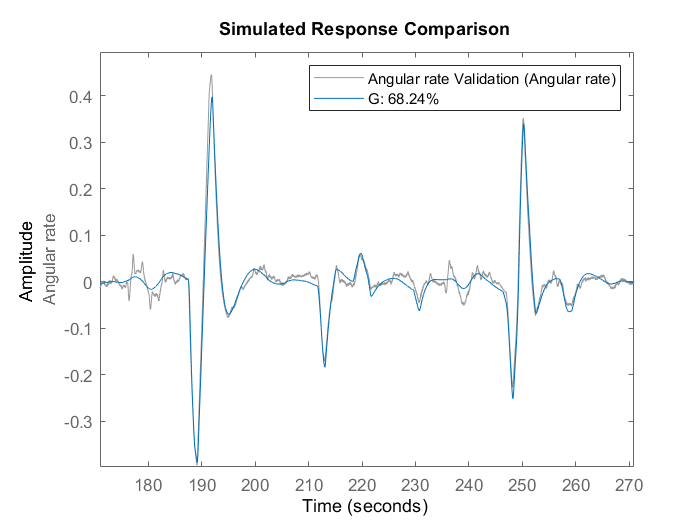 Simulated Response Comparison
Angular rate Validation (Angular rate)
G: 68.24%
Amplitude
Angular rate
0.4
0.3
0.2
0.1
0
-0.1
-0.2
-0.3
180 190 200 210 220 230 240 250 260 270
Time (seconds)